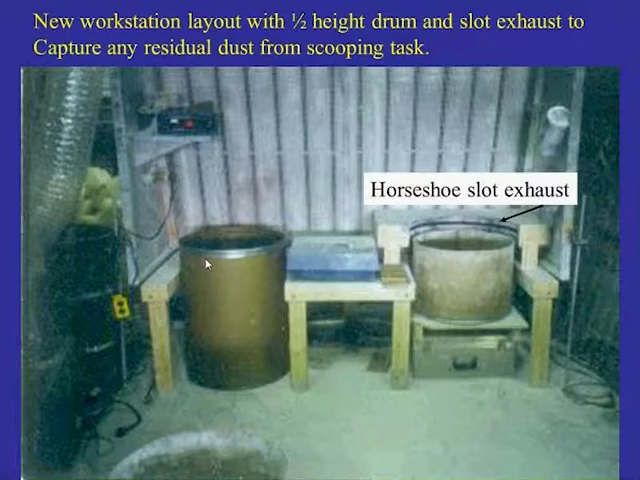 New workstation layout with ½ height drum and slot exhaust to
Capture any residual dust from scooping task.
Horseshoe slot exhaust